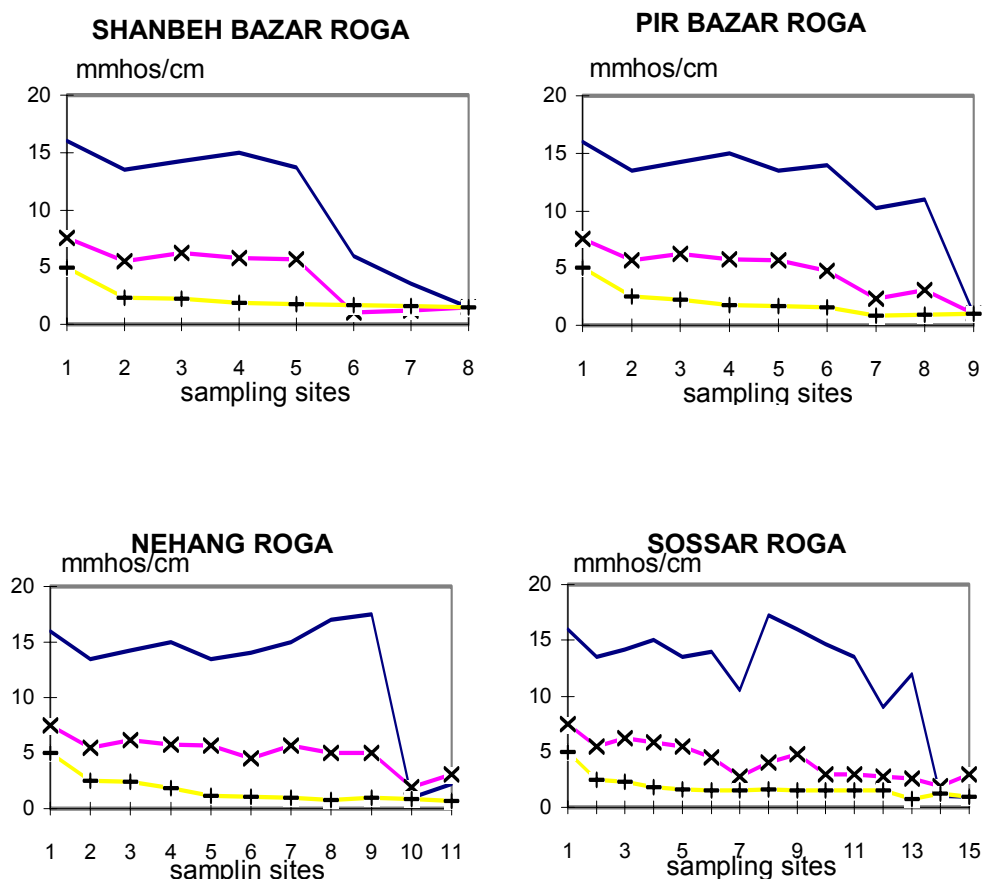 SHANBEH BAZAR ROGA
mmhos/cm
20
15
10
5
0
1 2 3 4 5 6 7 8
sampling sites
PIR BAZAR ROGA
mmhos/cm
20
15
10
5
0
1 2 3 4 5 6 7 8 9
sampling sites
NEHANG ROGA
mmhos/cm
20
15
10
5
0
1 2 3 4 5 6 7 8 9 10 11
samplin sites
SOSSAR ROGA
mmhos/cm
20
15
10
5
0
1 3 5 7 9 11 13 15
sampling sites